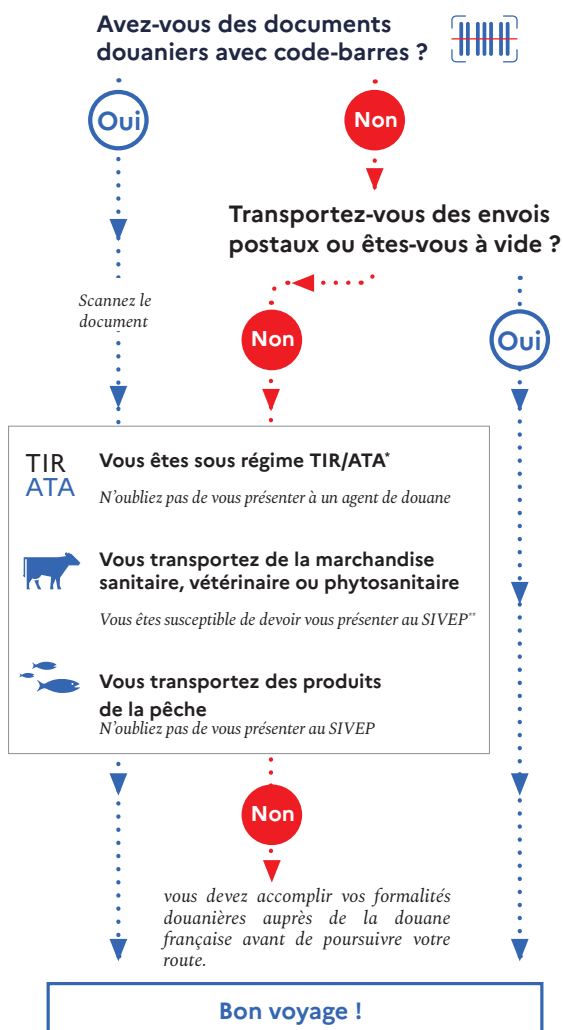 Avez-vous des documents
douaniers avec code-barres ?
Oui
Non
Transportez-vous des envois
postaux ou êtes-vous à vide ?
Scannez le
document
Non
Oui
TIR
ATA
Vous êtes sous régime TIR/ATA*
N'oubliez pas de vous présenter à un agent de douane
Vous transportez de la marchandise
sanitaire, vétérinaire ou phytosanitaire
Vous êtes susceptible de devoir vous présenter au SIVEP**
Vous transportez des produits
de la pêche
N'oubliez pas de vous présenter au SIVEP
Non
vous devez accomplir vos formalités
douanières auprès de la douane
française avant de poursuivre votre
route.
Bon voyage !